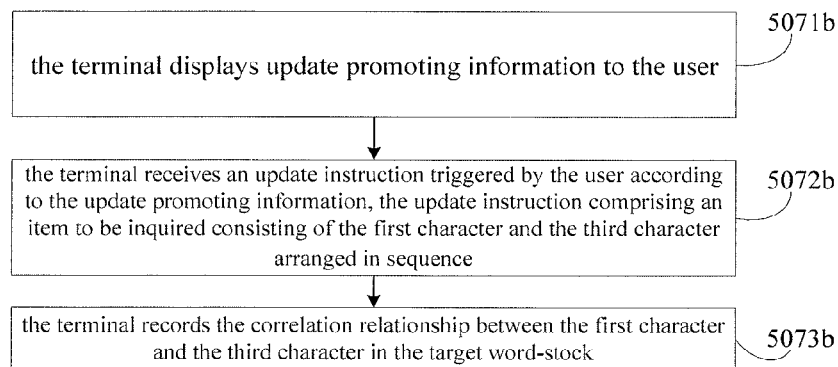 5071b
the terminal displays update promoting information to the user
the terminal receives an update instruction triggered by the user according
to the update promoting information, the update instruction comprising an
item to be inquired consisting of the first character and the third character
arranged in sequence
5072b
the terminal records the correlation relationship between the first character
and the third character in the target word-stock
5073b